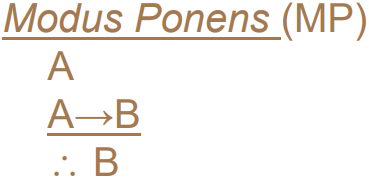 Modus Ponens (MP)
A
A→B
∴ B